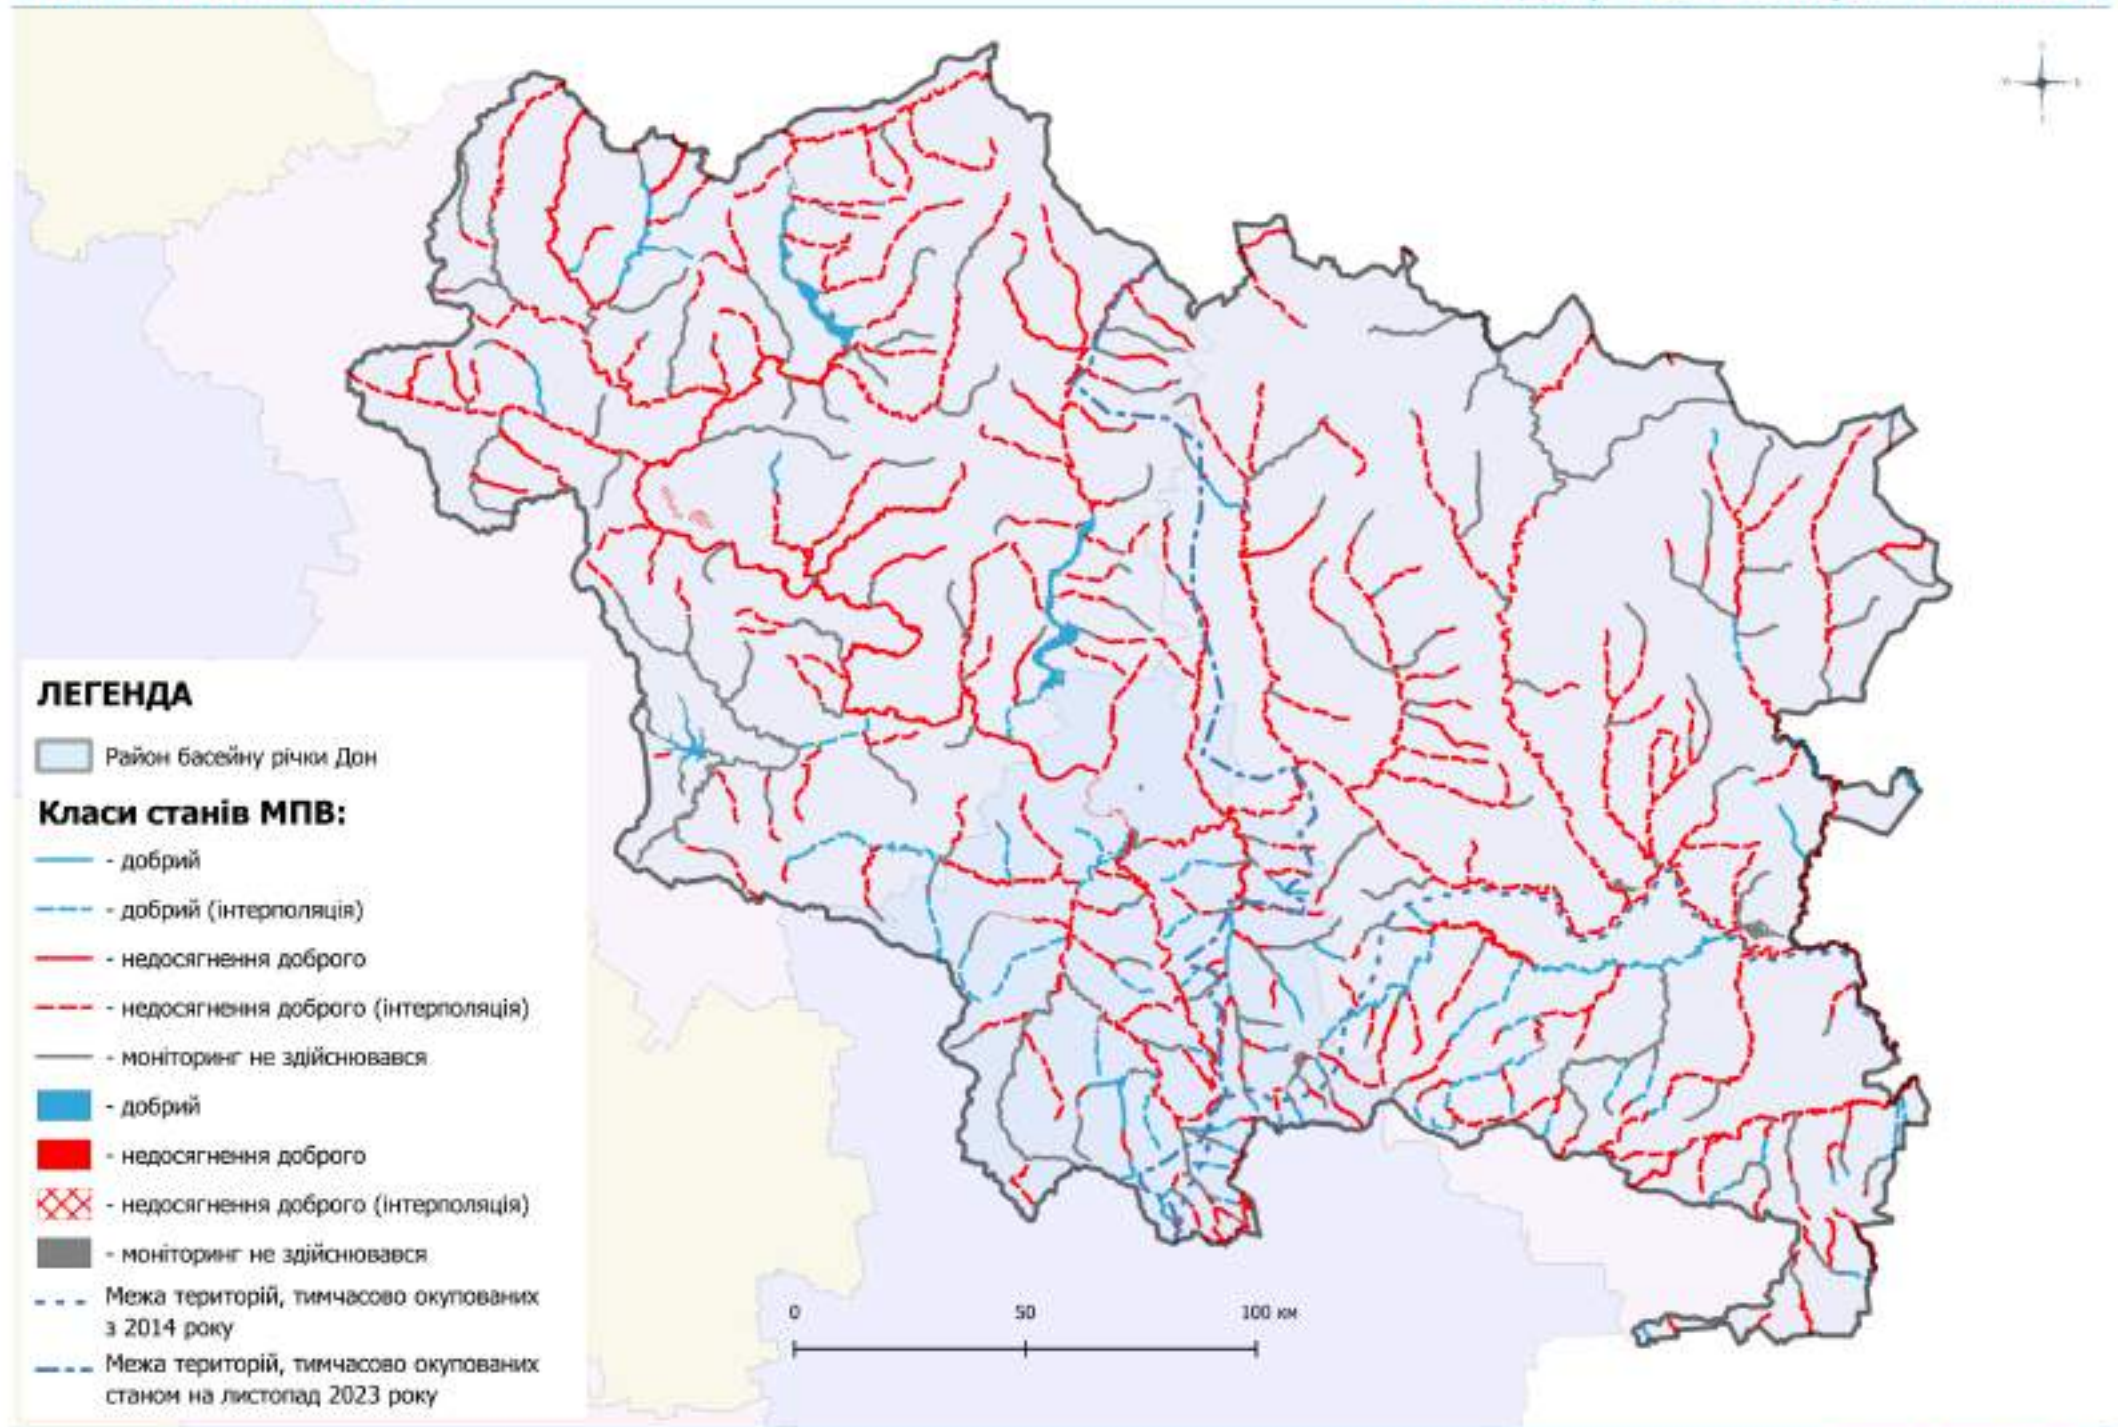 ЛЕГЕНДА
Район басейну річки Дон
Класи станів МПВ:
- добрий
- добрий (інтерполяція)
- недосягнення доброго
- недосягнення доброго (інтерполяція)
- моніторинг не здійснювався
- добрий
- недосягнення доброго
- недосягнення доброго (інтерполяція)
- моніторинг не здійснювався
Межа територій, тимчасово окупованих
з 2014 року
Межа територій, тимчасово окупованих
станом на листопад 2023 року
0 50 100 км